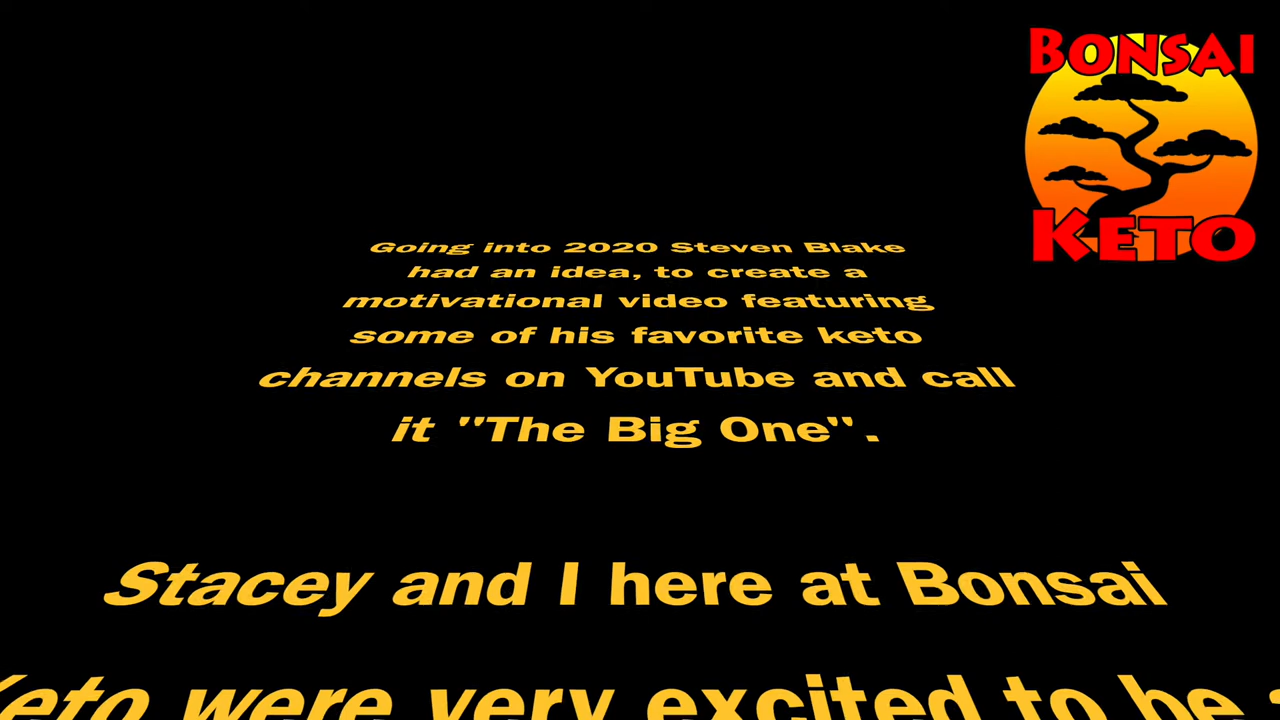 BONSAI
KETO
Going into 2020 Steven Blake
had an idea, to create a
motivational video featuring
some of his favorite keto
channels on YouTube and call
it "The Big One".
Stacey and I here at Bonsai
Keto were very excited to be